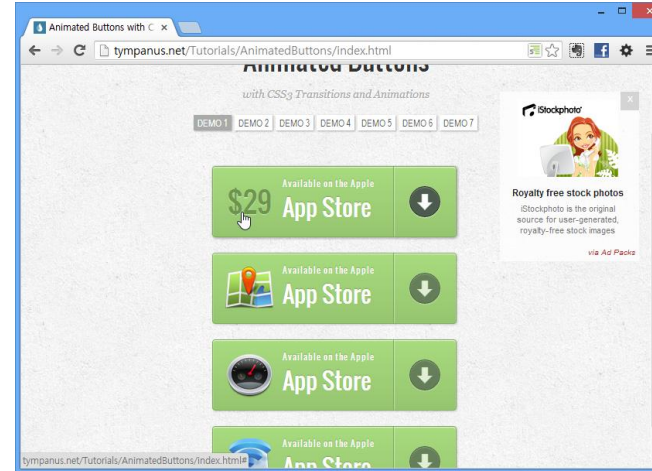 Animated Buttons with C
tympanus.net/Tutorials/AnimatedButtons/index.html
Animated Buttons
with CSS3 Transitions and Animations
DEMO 1 DEMO 2 DEMO 3 DEMO 4 DEMO 5 DEMO 6 DEMO 7
iStockphoto
X
Royalty free stock photos
iStockphoto is the original
source for user-generated,
royalty-free stock images
via Ad Packs
Available on the Apple
$29 App Store
Available on the Apple
App Store
Available on the Apple
App Store
Available on the Apple
App Store
tympanus.net/Tutorials/AnimatedButtons/index.html#